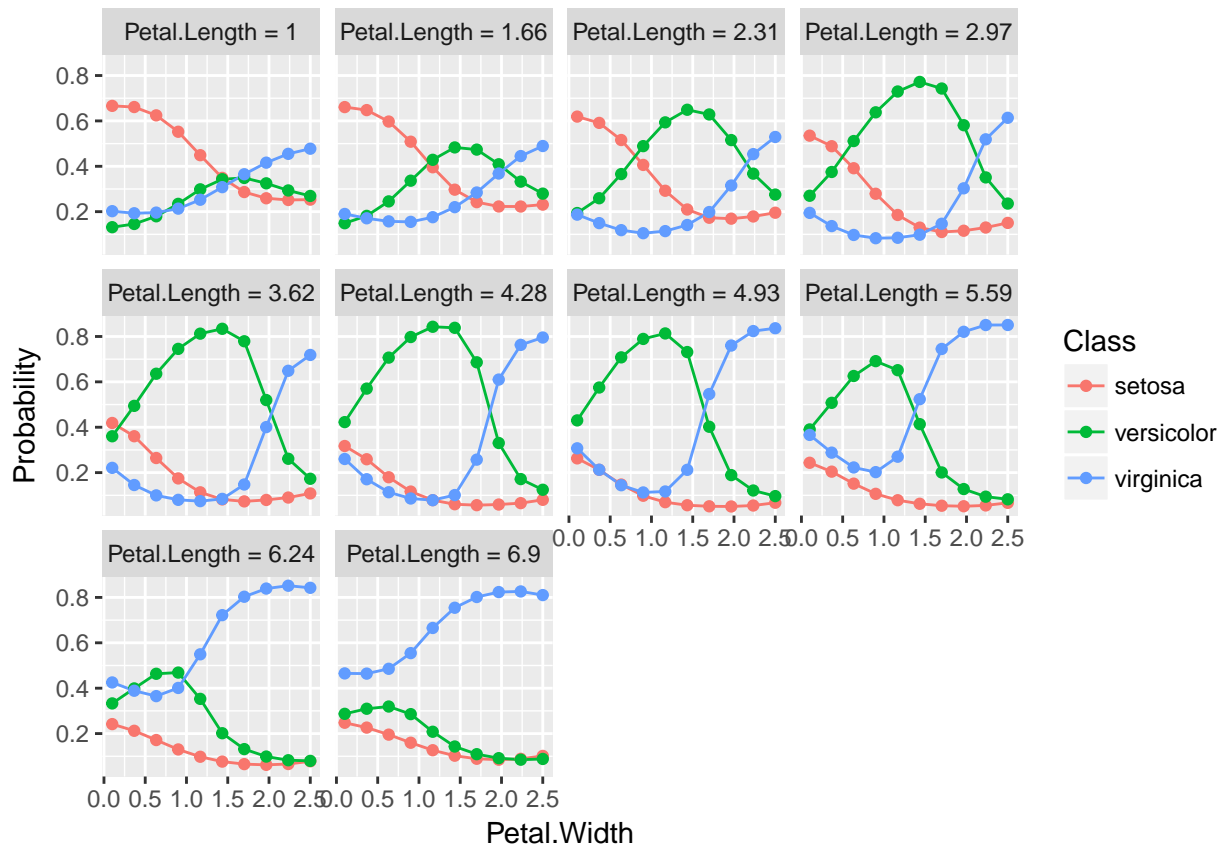 Petal.Length = 1
Petal.Length = 1.66
Petal.Length = 2.31
Petal.Length = 2.97
0.8
0.6
0.4
0.2
Petal.Length = 3.62
Petal.Length = 4.28
Petal.Length = 4.93
Petal.Length = 5.59
0.8
0.6
0.4
0.2
0.0 0.5 1.0 1.5 2.0 2.5
0.0 0.5 1.0 1.5 2.0 2.5
Petal.Length = 6.24
Petal.Length = 6.9
0.8
0.6
0.4
0.2
0.0 0.5 1.0 1.5 2.0 2.5
0.0 0.5 1.0 1.5 2.0 2.5
Probability
Petal.Width
Class
setosa
versicolor
virginica